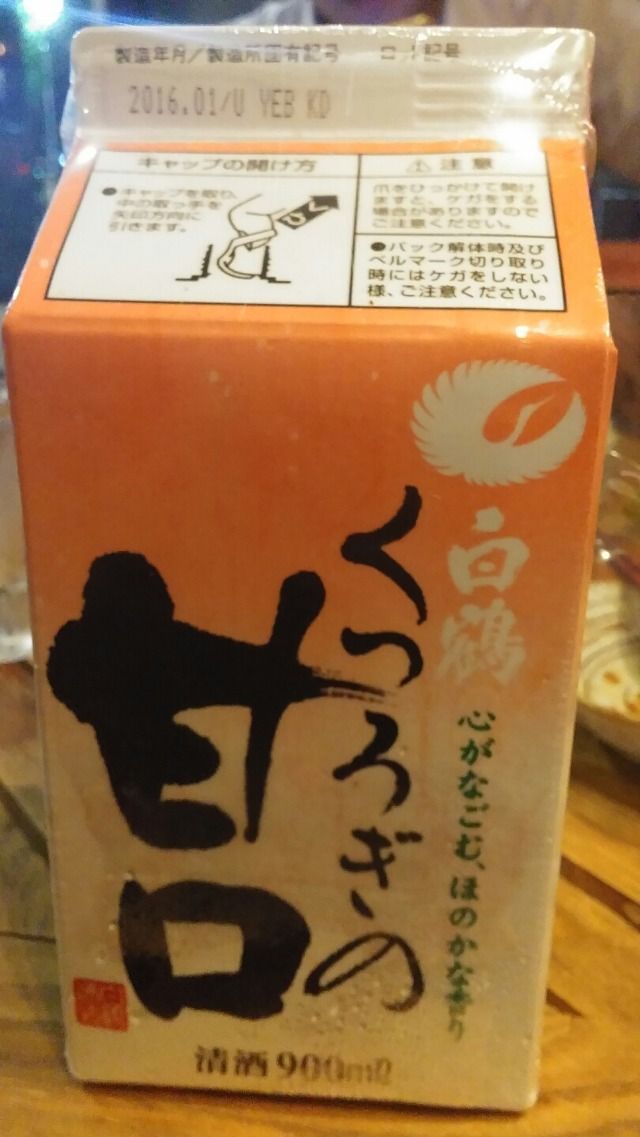 製造年月/製造所固有記号 ロット記号
2016.01/U YEB KD
キャップの開け方
●キャップを取り、
中の取っ手を
矢印方向に
引きます。
ひく
⚠ 注意
爪をひっかけて開け
ますと、ケガをする
場合がありますので
ご注意ください。
●パック解体時及び
ベルマーク切り取り
時にはケガをしない
様、ご注意ください。
白鶴
心がなごむ、ほのかな香り
くつろぎの
甘口
清酒900ml